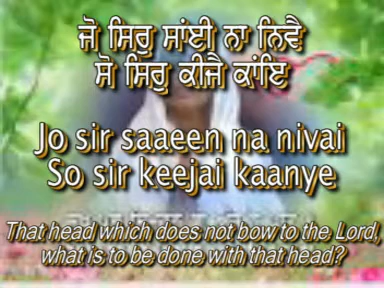 ਜੋ ਸਿਰੁ ਸਾਂਈ ਨਾ ਨਿਵੈ
ਸੋ ਸਿਰੁ ਕੀਜੈ ਕਾਂਇ
Jo sir saaeen na nivai
So sir keejai kaanye
That head which does not bow to the Lord,
what is to be done with that head?